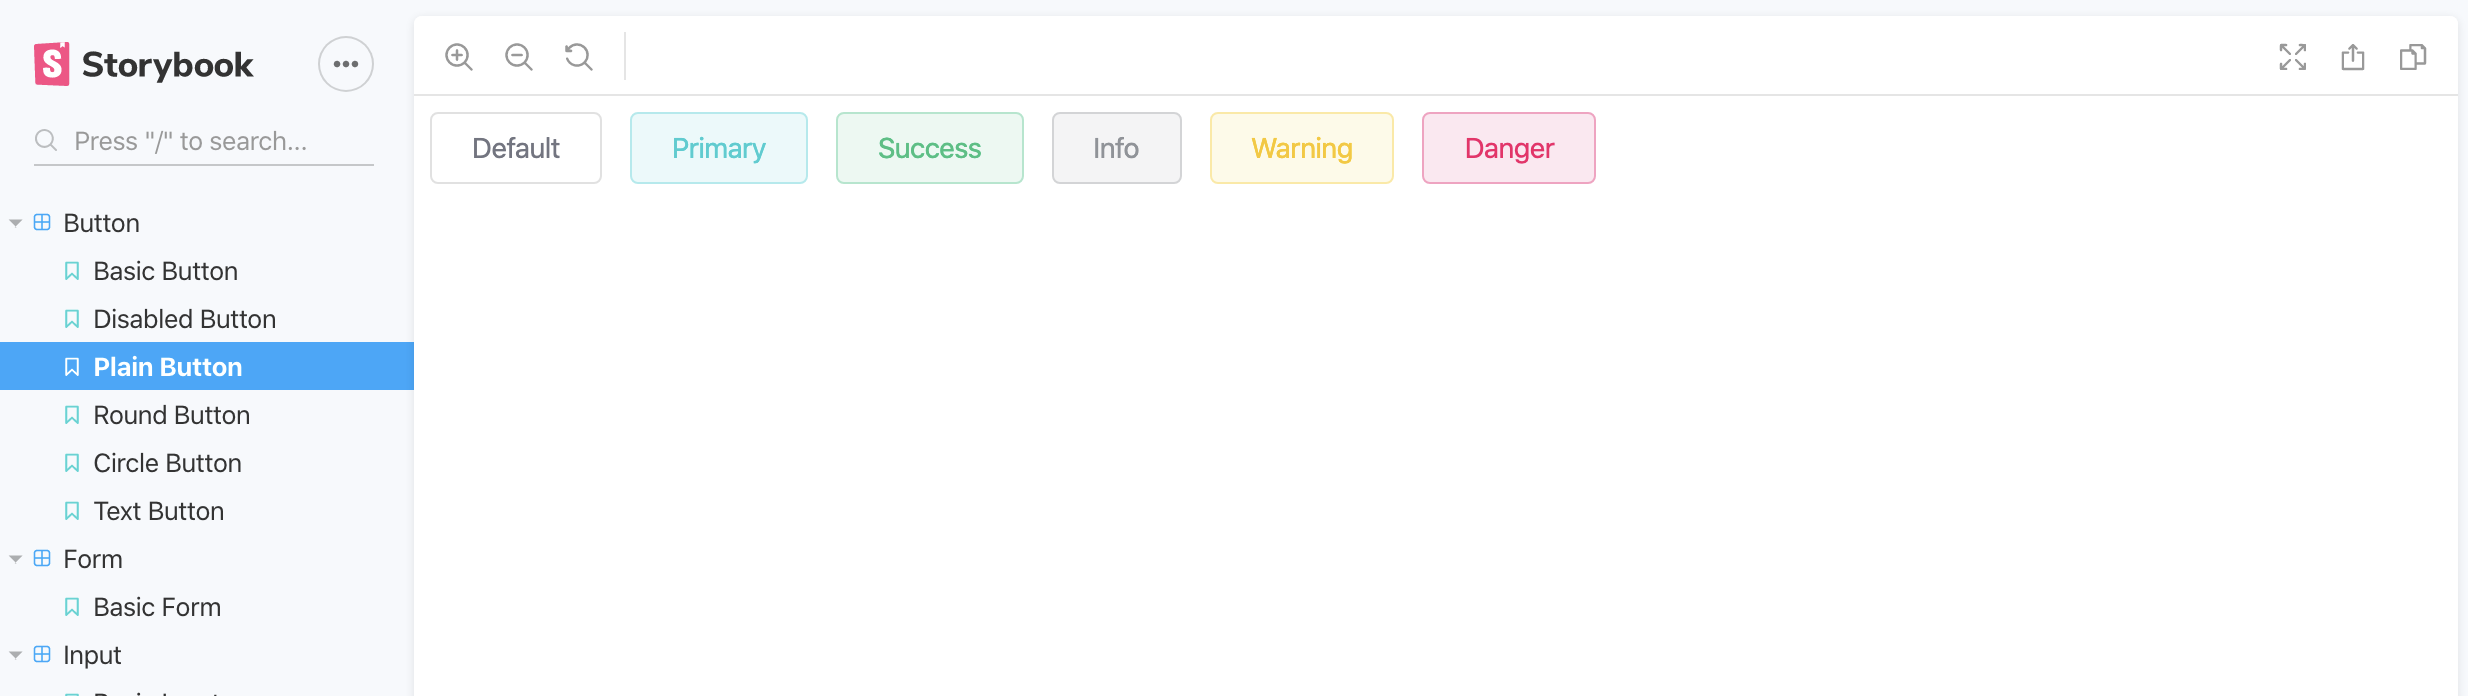 Storybook
Press "/" to search...
Default
Primary
Success
Info
Warning
Danger
Button
Basic Button
Disabled Button
Plain Button
Round Button
Circle Button
Text Button
Form
Basic Form
Input